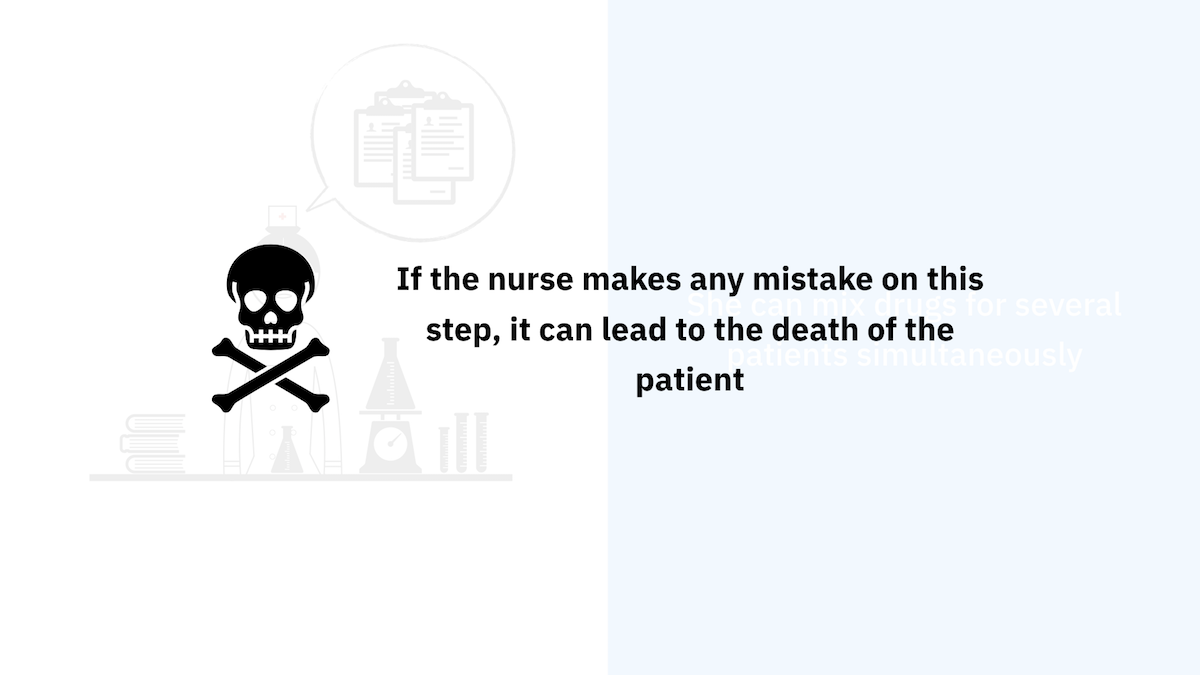 If the nurse makes any mistake on this
step, it can lead to the death of the
patient
She can mix drugs for several
patients simultaneously